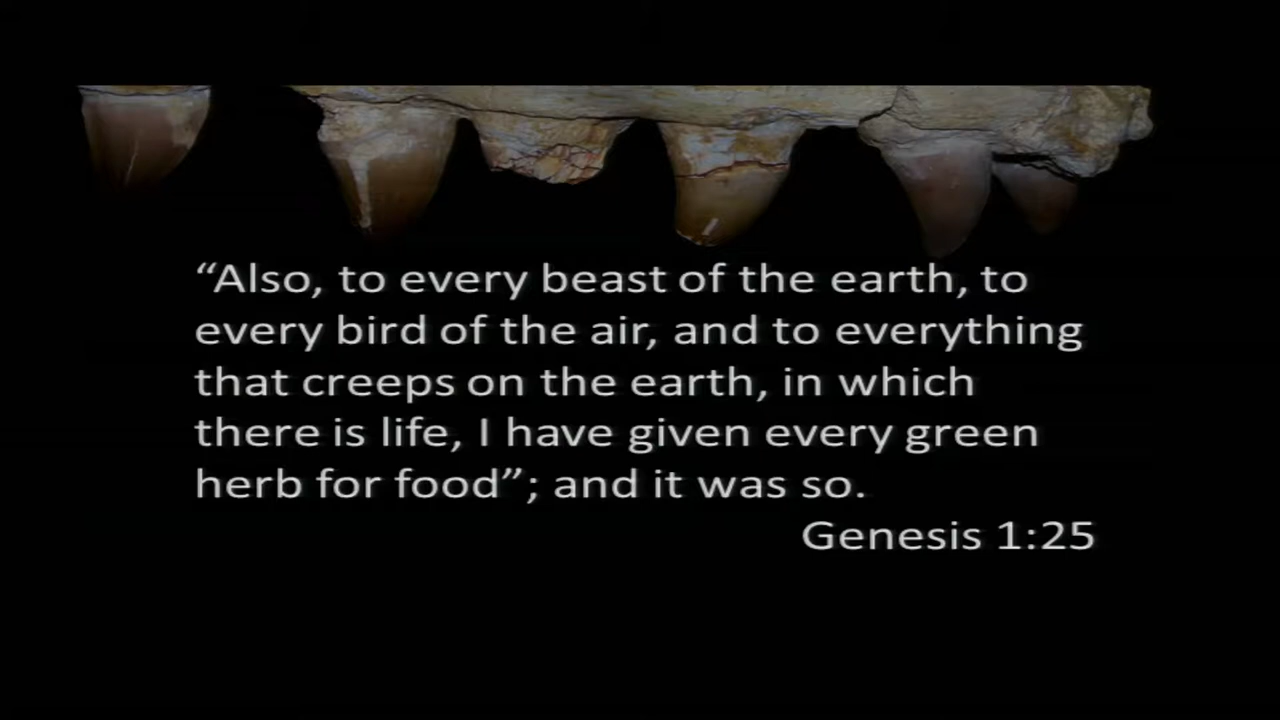 “Also, to every beast of the earth, to
every bird of the air, and to everything
that creeps on the earth, in which
there is life, I have given every green
herb for food”; and it was so.
Genesis 1:25